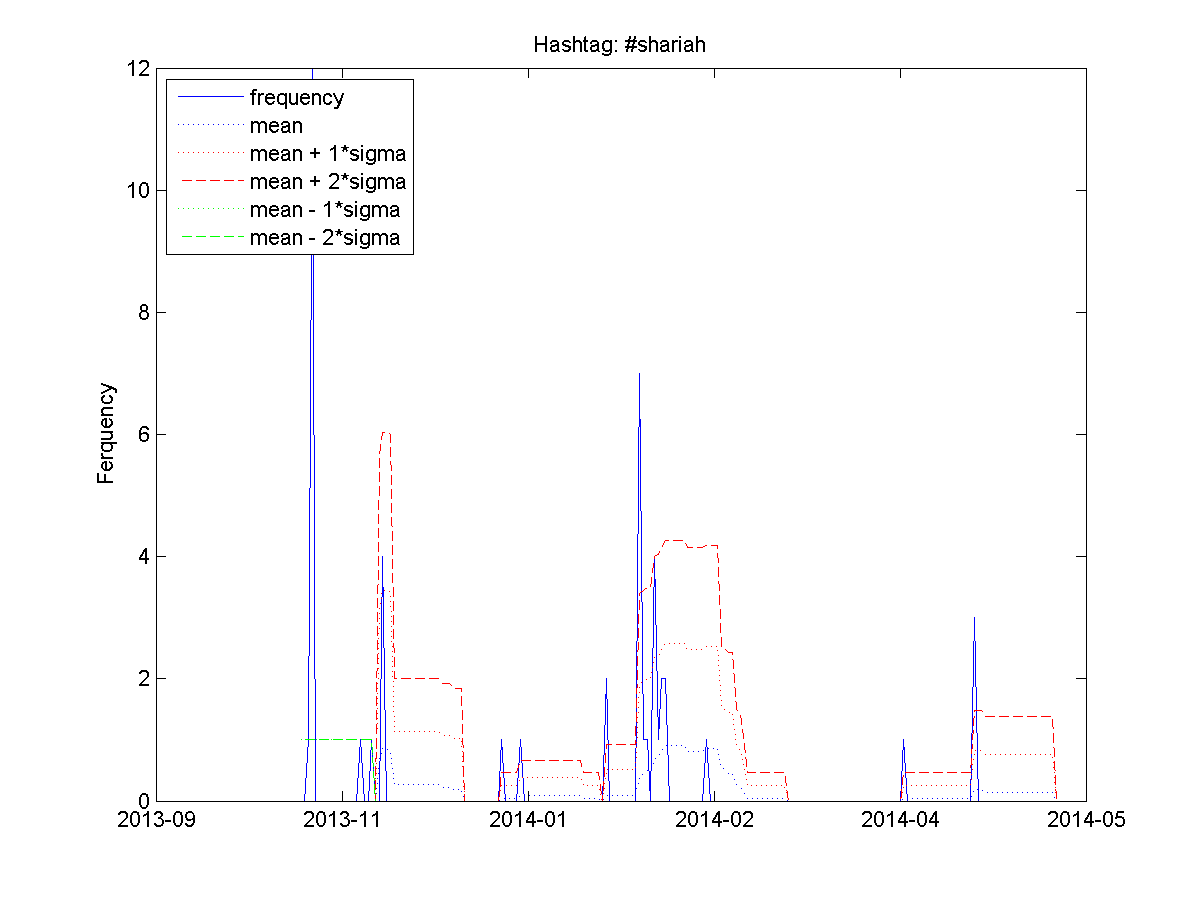 Hashtag: #shariah
12
10
8
6
4
2
0
Ferquency
frequency
mean
mean + 1*sigma
mean + 2*sigma
mean - 1*sigma
mean - 2*sigma
2013-09 2013-11 2014-01 2014-02 2014-04 2014-05